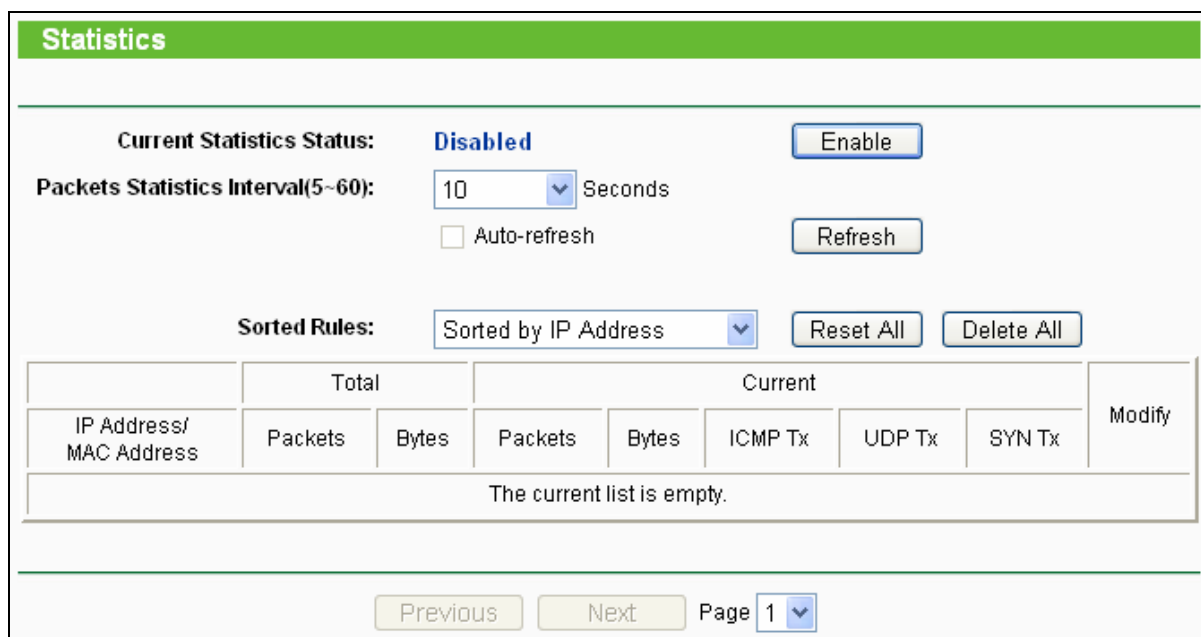 Statistics
Current Statistics Status: Disabled Enable
Packets Statistics Interval(5~60): 10 Seconds
Auto-refresh Refresh
Sorted Rules: Sorted by IP Address Reset All Delete All
Total Current Modify
IP Address/
MAC Address Packets Bytes Packets Bytes ICMP Tx UDP Tx SYN Tx
The current list is empty.
Previous Next Page 1